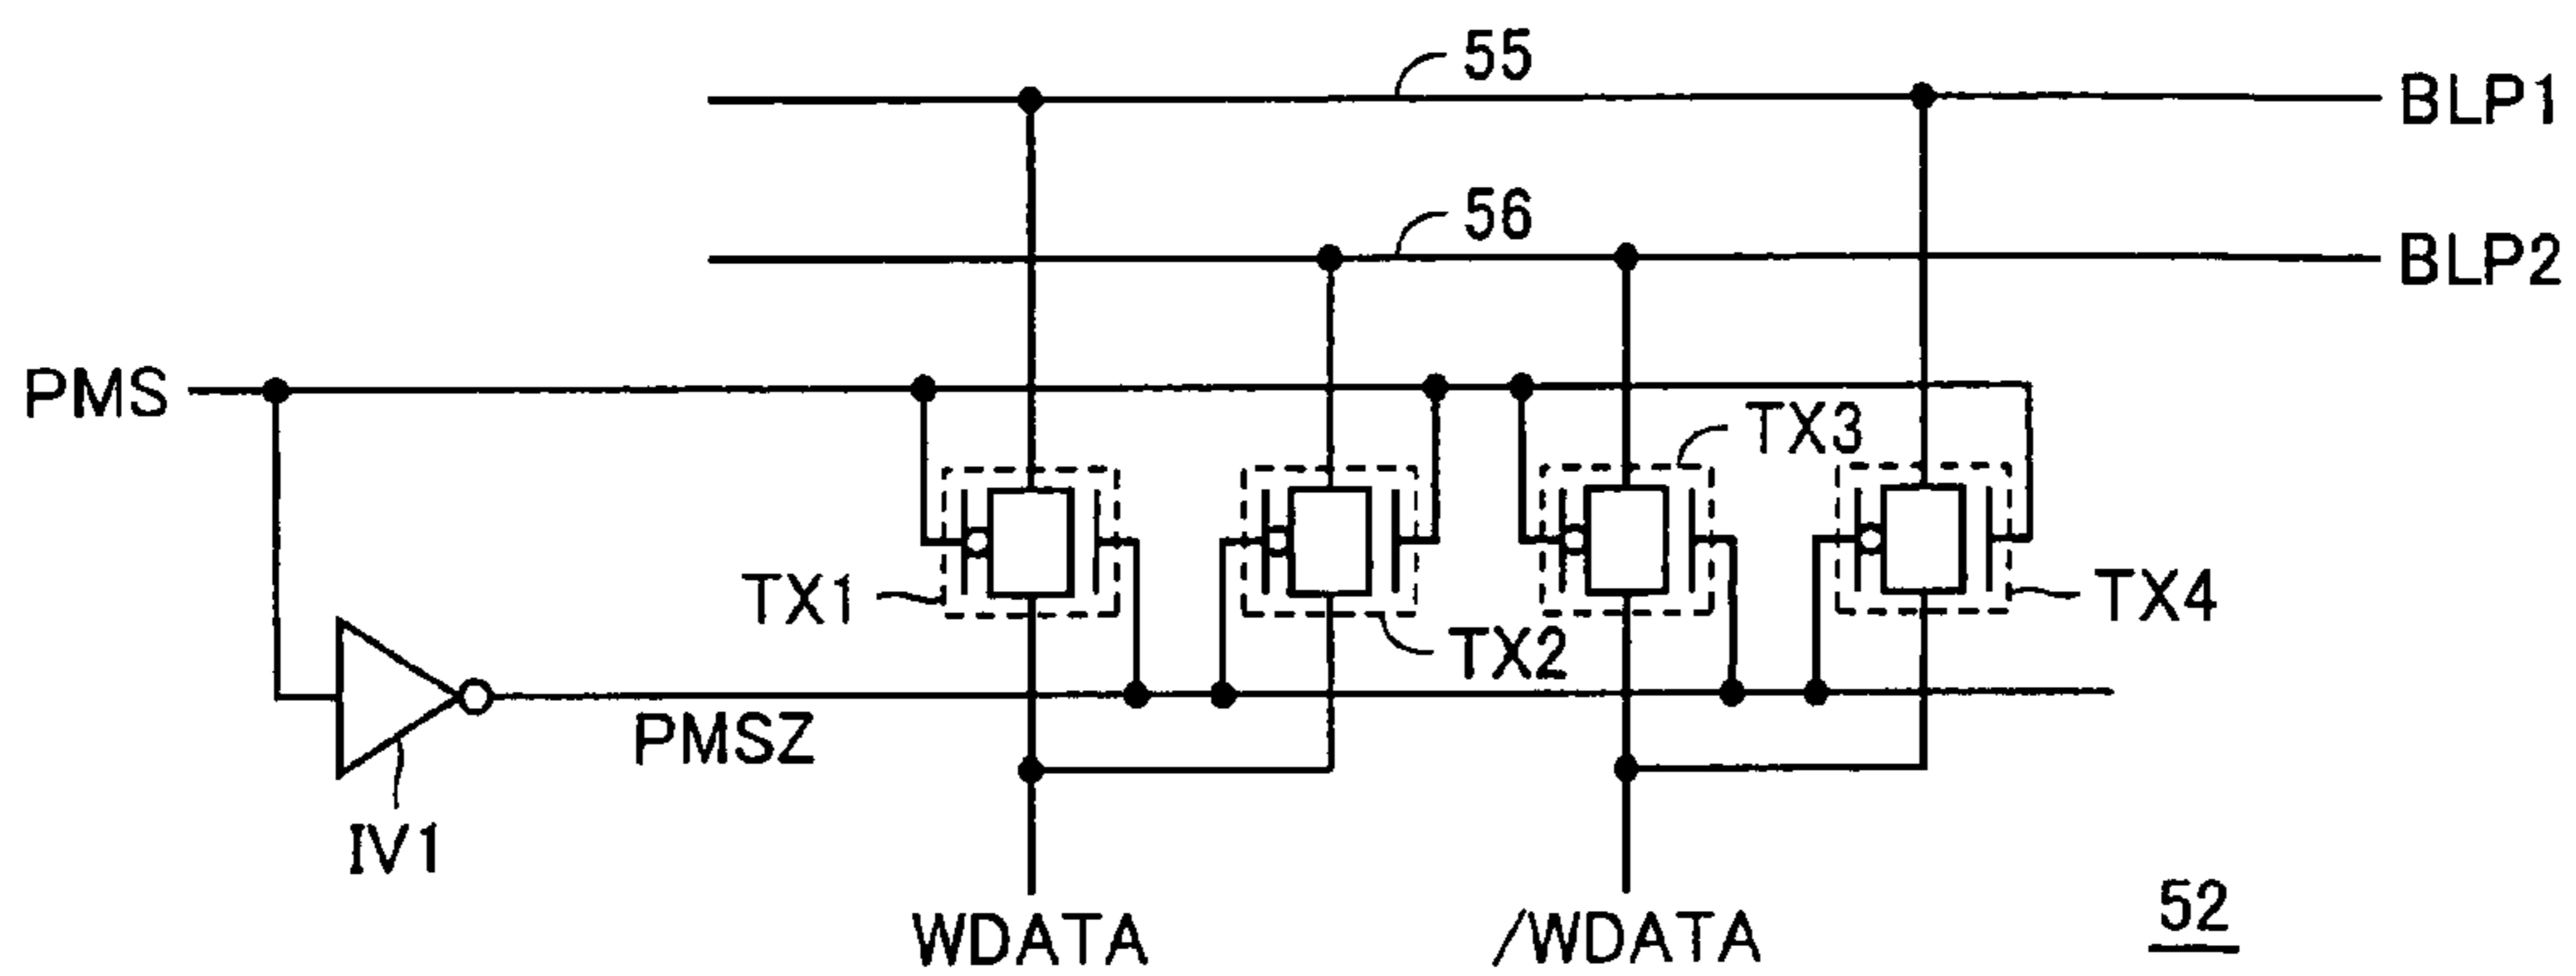 55
BLP1
56
BLP2
PMS
TX3
TX1
TX4
TX2
PMSZ
IV1
WDATA
/WDATA
52